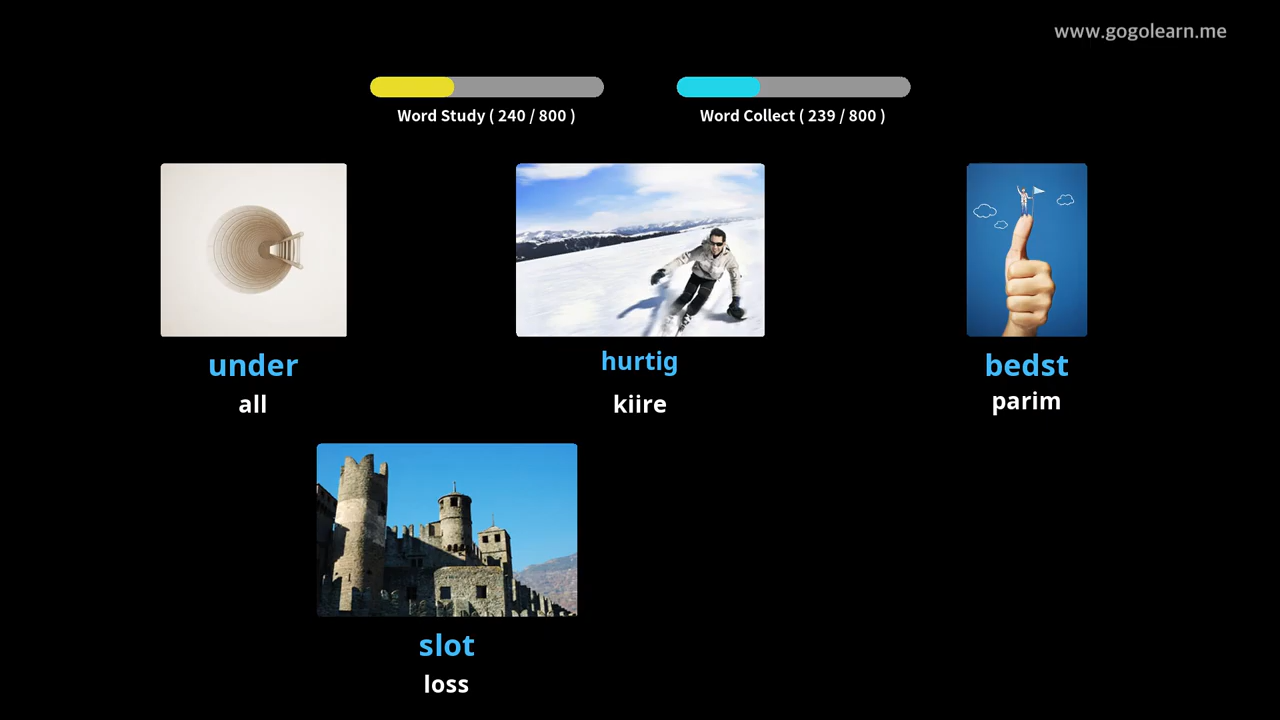 www.gogolearn.me
Word Study ( 240 / 800 )
Word Collect ( 239 / 800 )
under
all
hurtig
kiire
bedst
parim
slot
loss